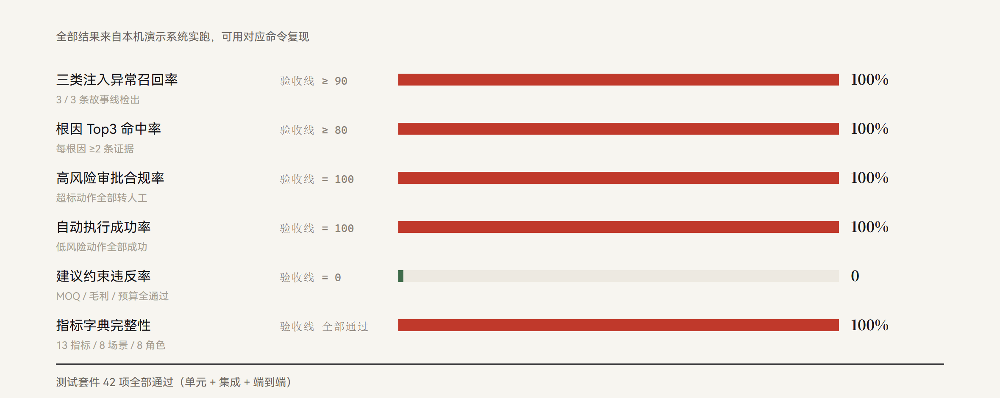 全部结果来自本机演示系统实跑，可用对应命令复现
三类注入异常召回率 验收线 ≥ 90 100%
3 / 3 条故事线检出
根因 Top3 命中率 验收线 ≥ 80 100%
每根因 ≥2 条证据
高风险审批合规率 验收线 = 100 100%
超标动作全部转人工
自动执行成功率 验收线 = 100 100%
低风险动作全部成功
建议约束违反率 验收线 = 0 0
MOQ / 毛利 / 预算全通过
指标字典完整性 验收线 全部通过 100%
13 指标 / 8 场景 / 8 角色
测试套件 42 项全部通过（单元 + 集成 + 端到端）